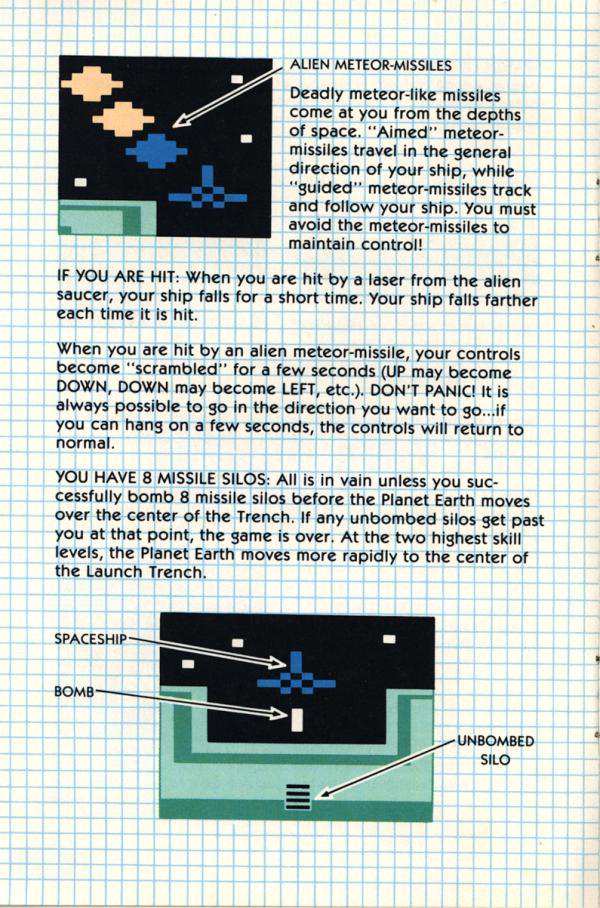 ALIEN METEOR-MISSILES
Deadly meteor-like missiles
come at you from the depths
of space. "Aimed" meteor-
missiles travel in the general
direction of your ship, while
"guided" meteor-missiles track
and follow your ship. You must
avoid the meteor-missiles to
maintain control!
IF YOU ARE HIT: When you are hit by a laser from the alien
saucer, your ship falls for a short time. Your ship falls farther
each time it is hit.
When you are hit by an alien meteor-missile, your controls
become "scrambled" for a few seconds (UP may become
DOWN, DOWN may become LEFT, etc.). DON'T PANIC! It is
always possible to go in the direction you want to go...if
you can hang on a few seconds, the controls will return to
normal.
YOU HAVE 8 MISSILE SILOS: All is in vain unless you suc-
cessfully bomb 8 missile silos before the Planet Earth moves
over the center of the Trench. If any unbombed silos get past
you at that point, the game is over. At the two highest skill
levels, the Planet Earth moves more rapidly to the center of
the Launch Trench.
SPACESHIP
BOMB
UNBOMBED
SILO